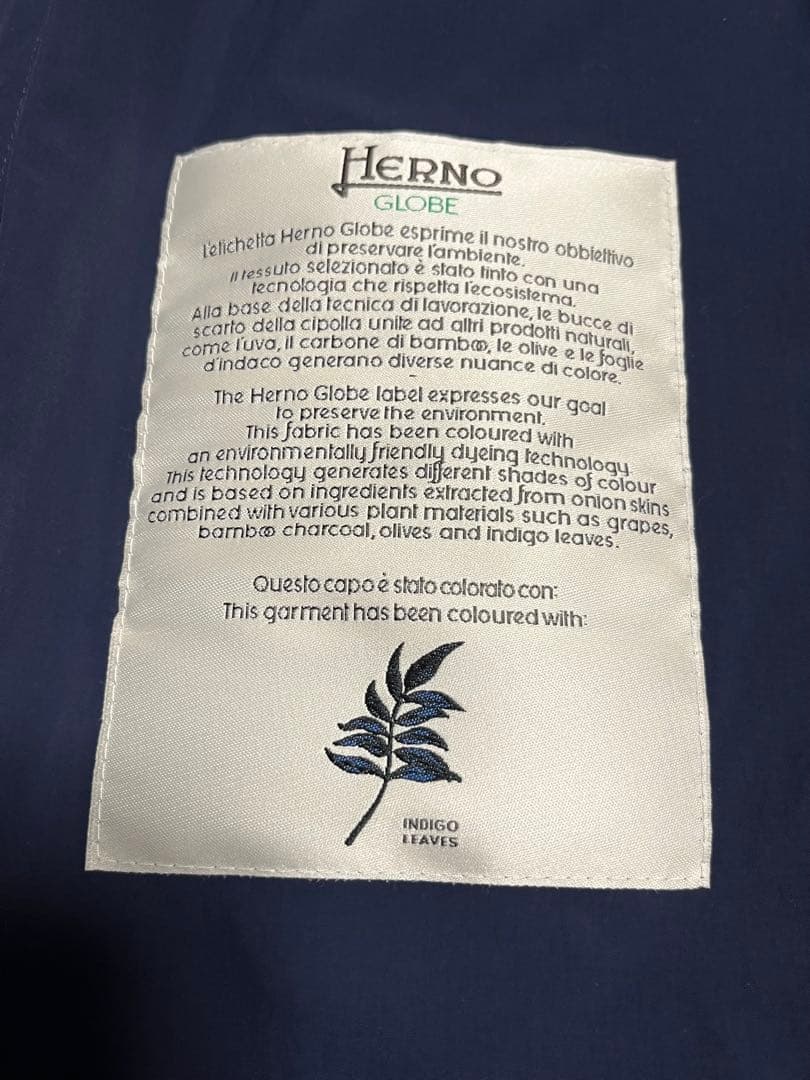 HERNO
GLOBE
L'etichetta Herno Globe esprime il nostro obbiettivo
di preservare l'ambiente.
Il tessuto selezionato è stato tinto con una
tecnologia che rispetta l'ecosistema.
Alla base della tecnica di lavorazione, le bucce di
scarto della cipolla unite ad altri prodotti naturali,
come l'uva, il carbone di bamboo, le olive e le foglie
d'indaco generano diverse nuance di colore.
-
The Herno Globe label expresses our goal
to preserve the environment.
This fabric has been coloured with
an environmentally friendly dyeing technology.
This technology generates different shades of colour
and is based on ingredients extracted from onion skins
combined with various plant materials such as grapes,
bamboo charcoal, olives and indigo leaves.
Questo capo è stato colorato con:
This garment has been coloured with:
INDIGO
LEAVES